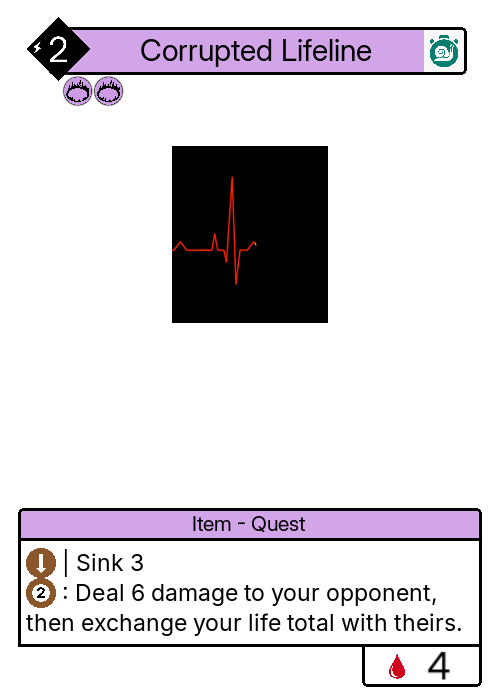 2 Corrupted Lifeline
Item - Quest
| Sink 3
2 : Deal 6 damage to your opponent,
then exchange your life total with theirs.
4